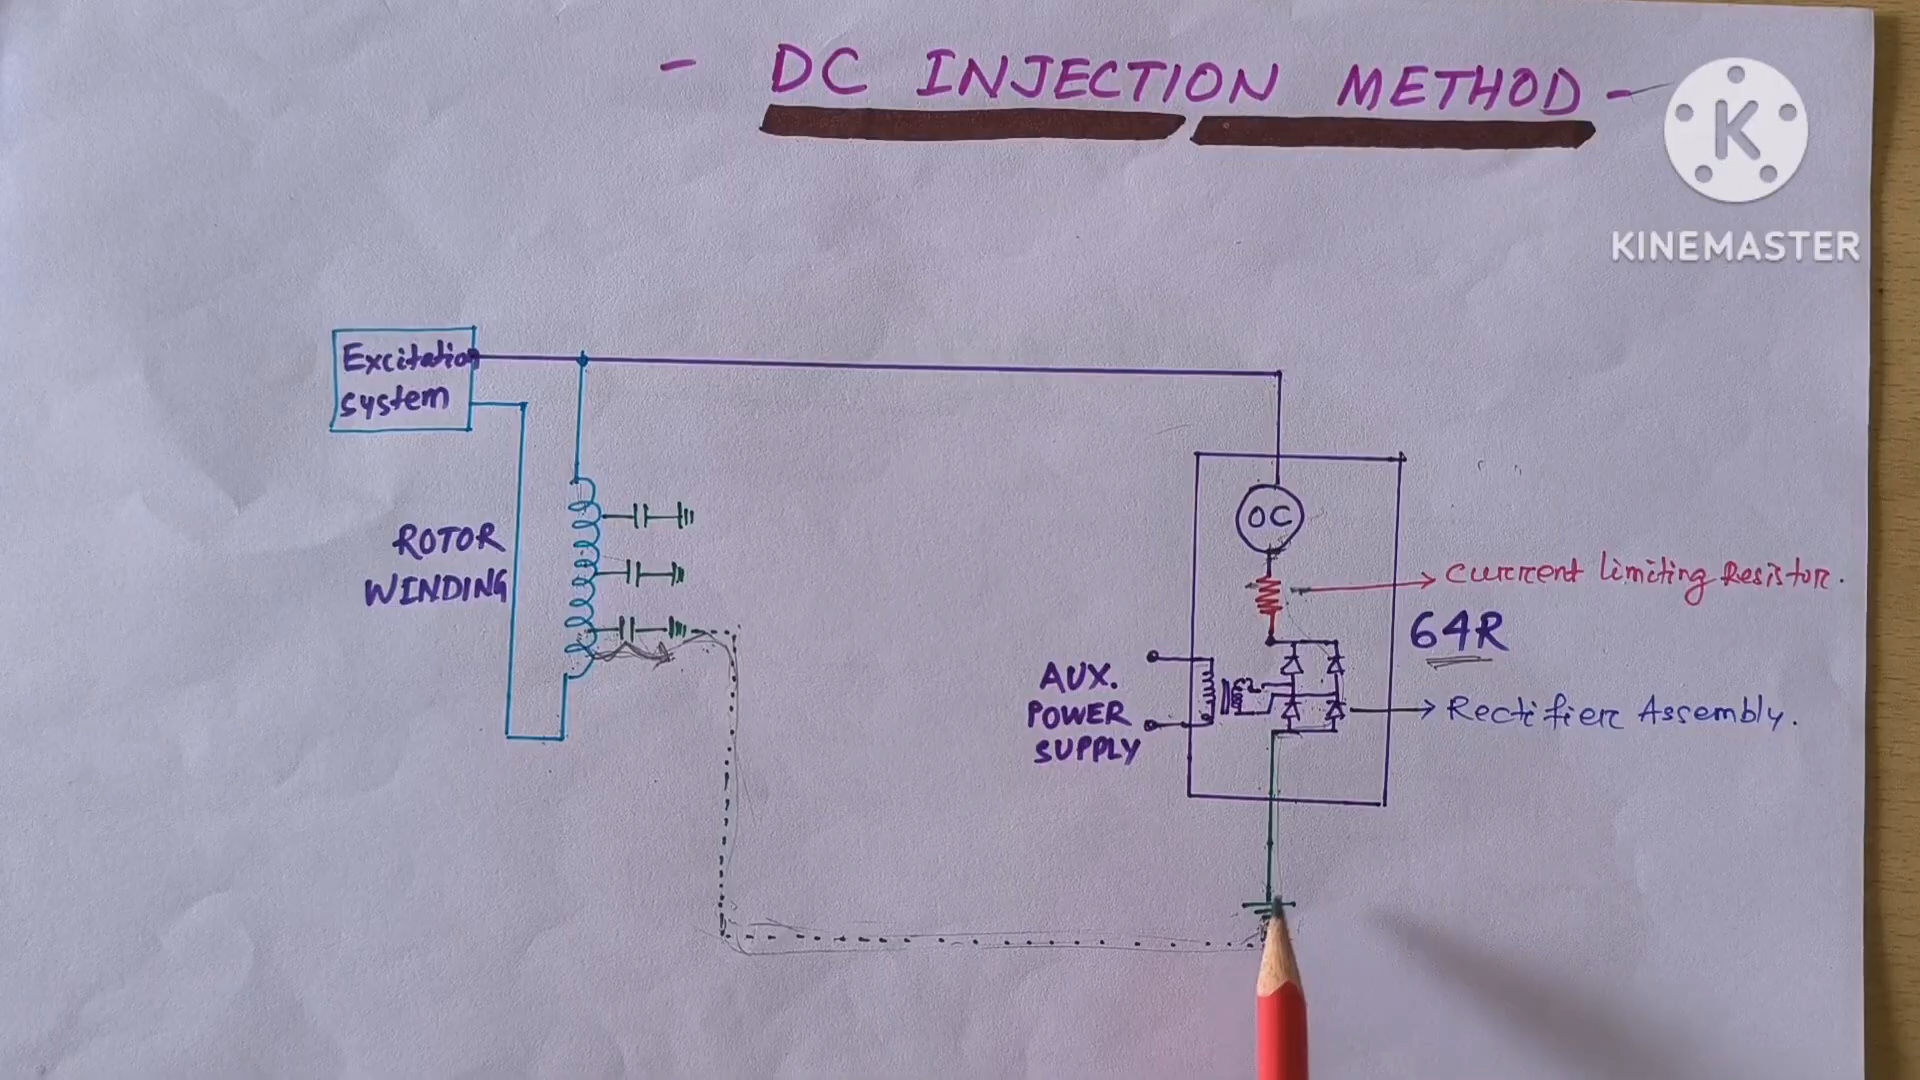 - DC INJECTION METHOD -
K
KINEMASTER
Excitation
system
ROTOR
WINDING
OC
Current limiting Resistor.
64R
AUX.
POWER
SUPPLY
Rectifier Assembly.